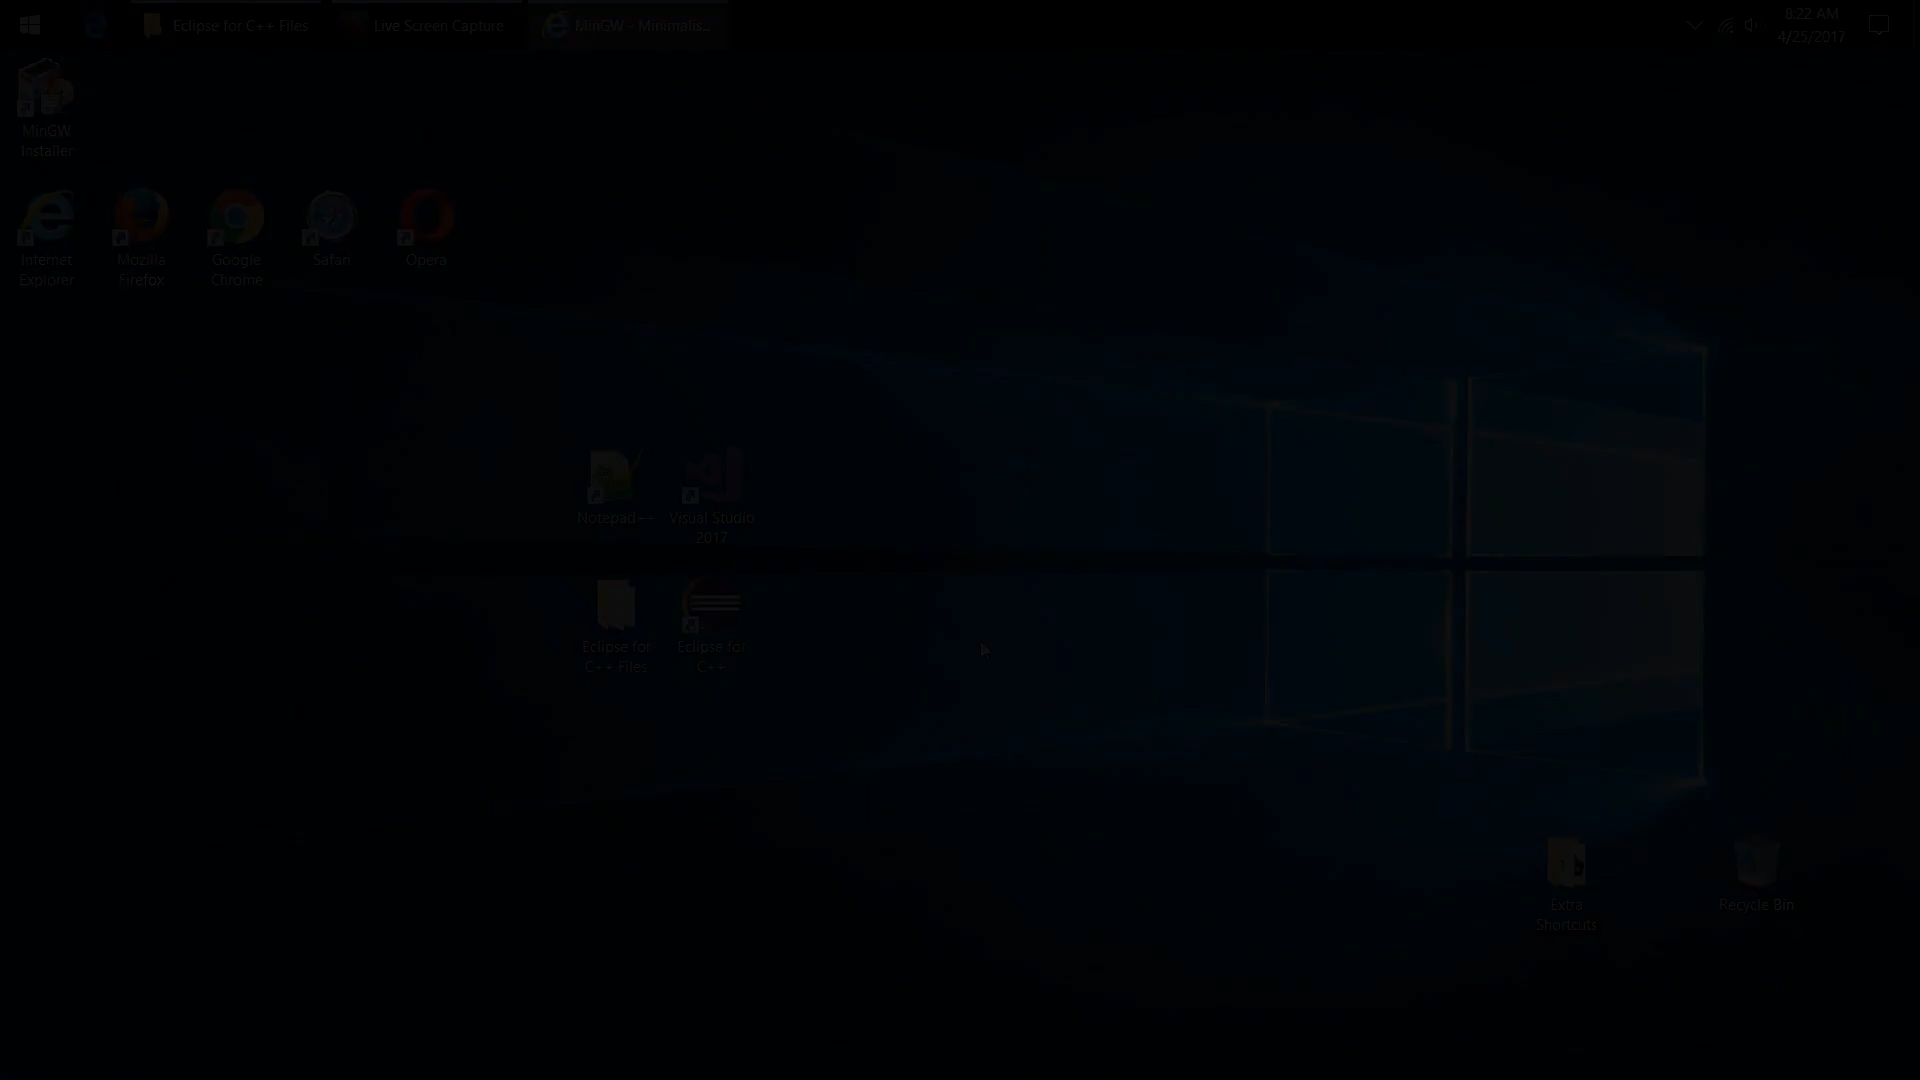 Eclipse for C++ Files
Live Screen Capture
MinGW - Minimalis...
8:22 AM
4/25/2017
MinGW
Installer
Internet
Explorer
Mozilla
Firefox
Google
Chrome
Safari
Opera
Notepad++
Visual Studio
2017
Eclipse for
C++ Files
Eclipse for
C++
Extra
Shortcuts
Recycle Bin